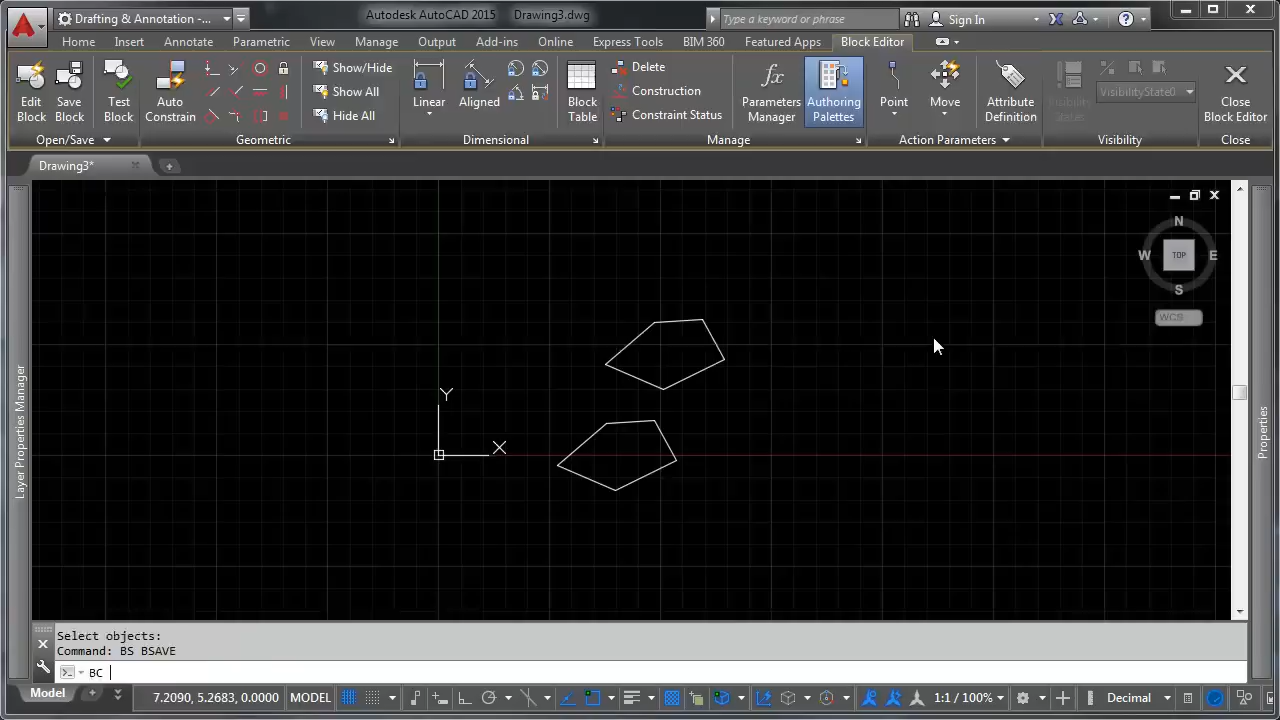 Drafting & Annotation -...
Autodesk AutoCAD 2015 Drawing3.dwg
Type a keyword or phrase
Sign In
Home Insert Annotate Parametric View Manage Output Add-ins Online Express Tools BIM 360 Featured Apps Block Editor
Edit Block
Save Block
Test Block
Auto Constrain
Show/Hide
Show All
Hide All
Linear
Aligned
Block Table
Delete
Construction
Constraint Status
Parameters Manager
Authoring Palettes
Point
Move
Attribute Definition
Visibility States
VisibilityState0
Close Block Editor
Open/Save Geometric Dimensional Manage Action Parameters Visibility Close
Drawing3*
N
W TOP E
S
WCS
Y
X
Layer Properties Manager
Properties
Select objects:
Command: BS BSAVE
BC
Model
7.2090, 5.2683, 0.0000 MODEL 1:1 / 100% Decimal